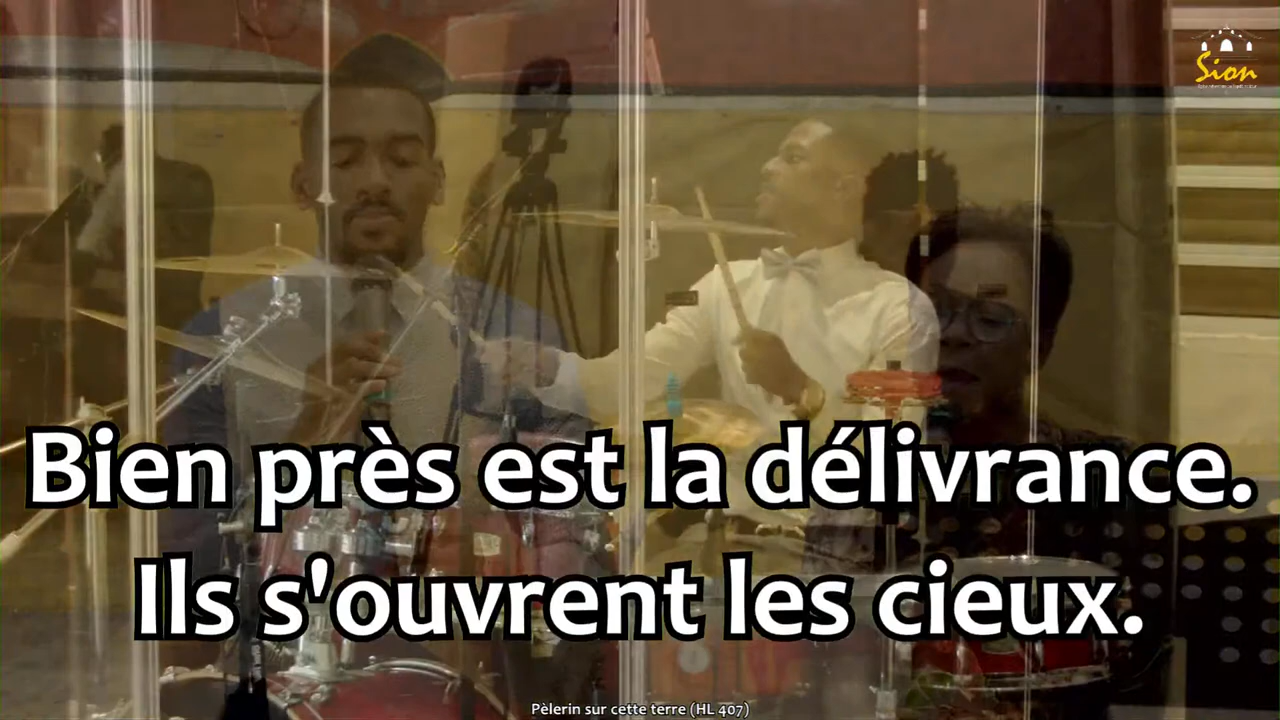 Sion
Bien près est la délivrance.
Ils s'ouvrent les cieux.
Pèlerin sur cette terre (HL 407)